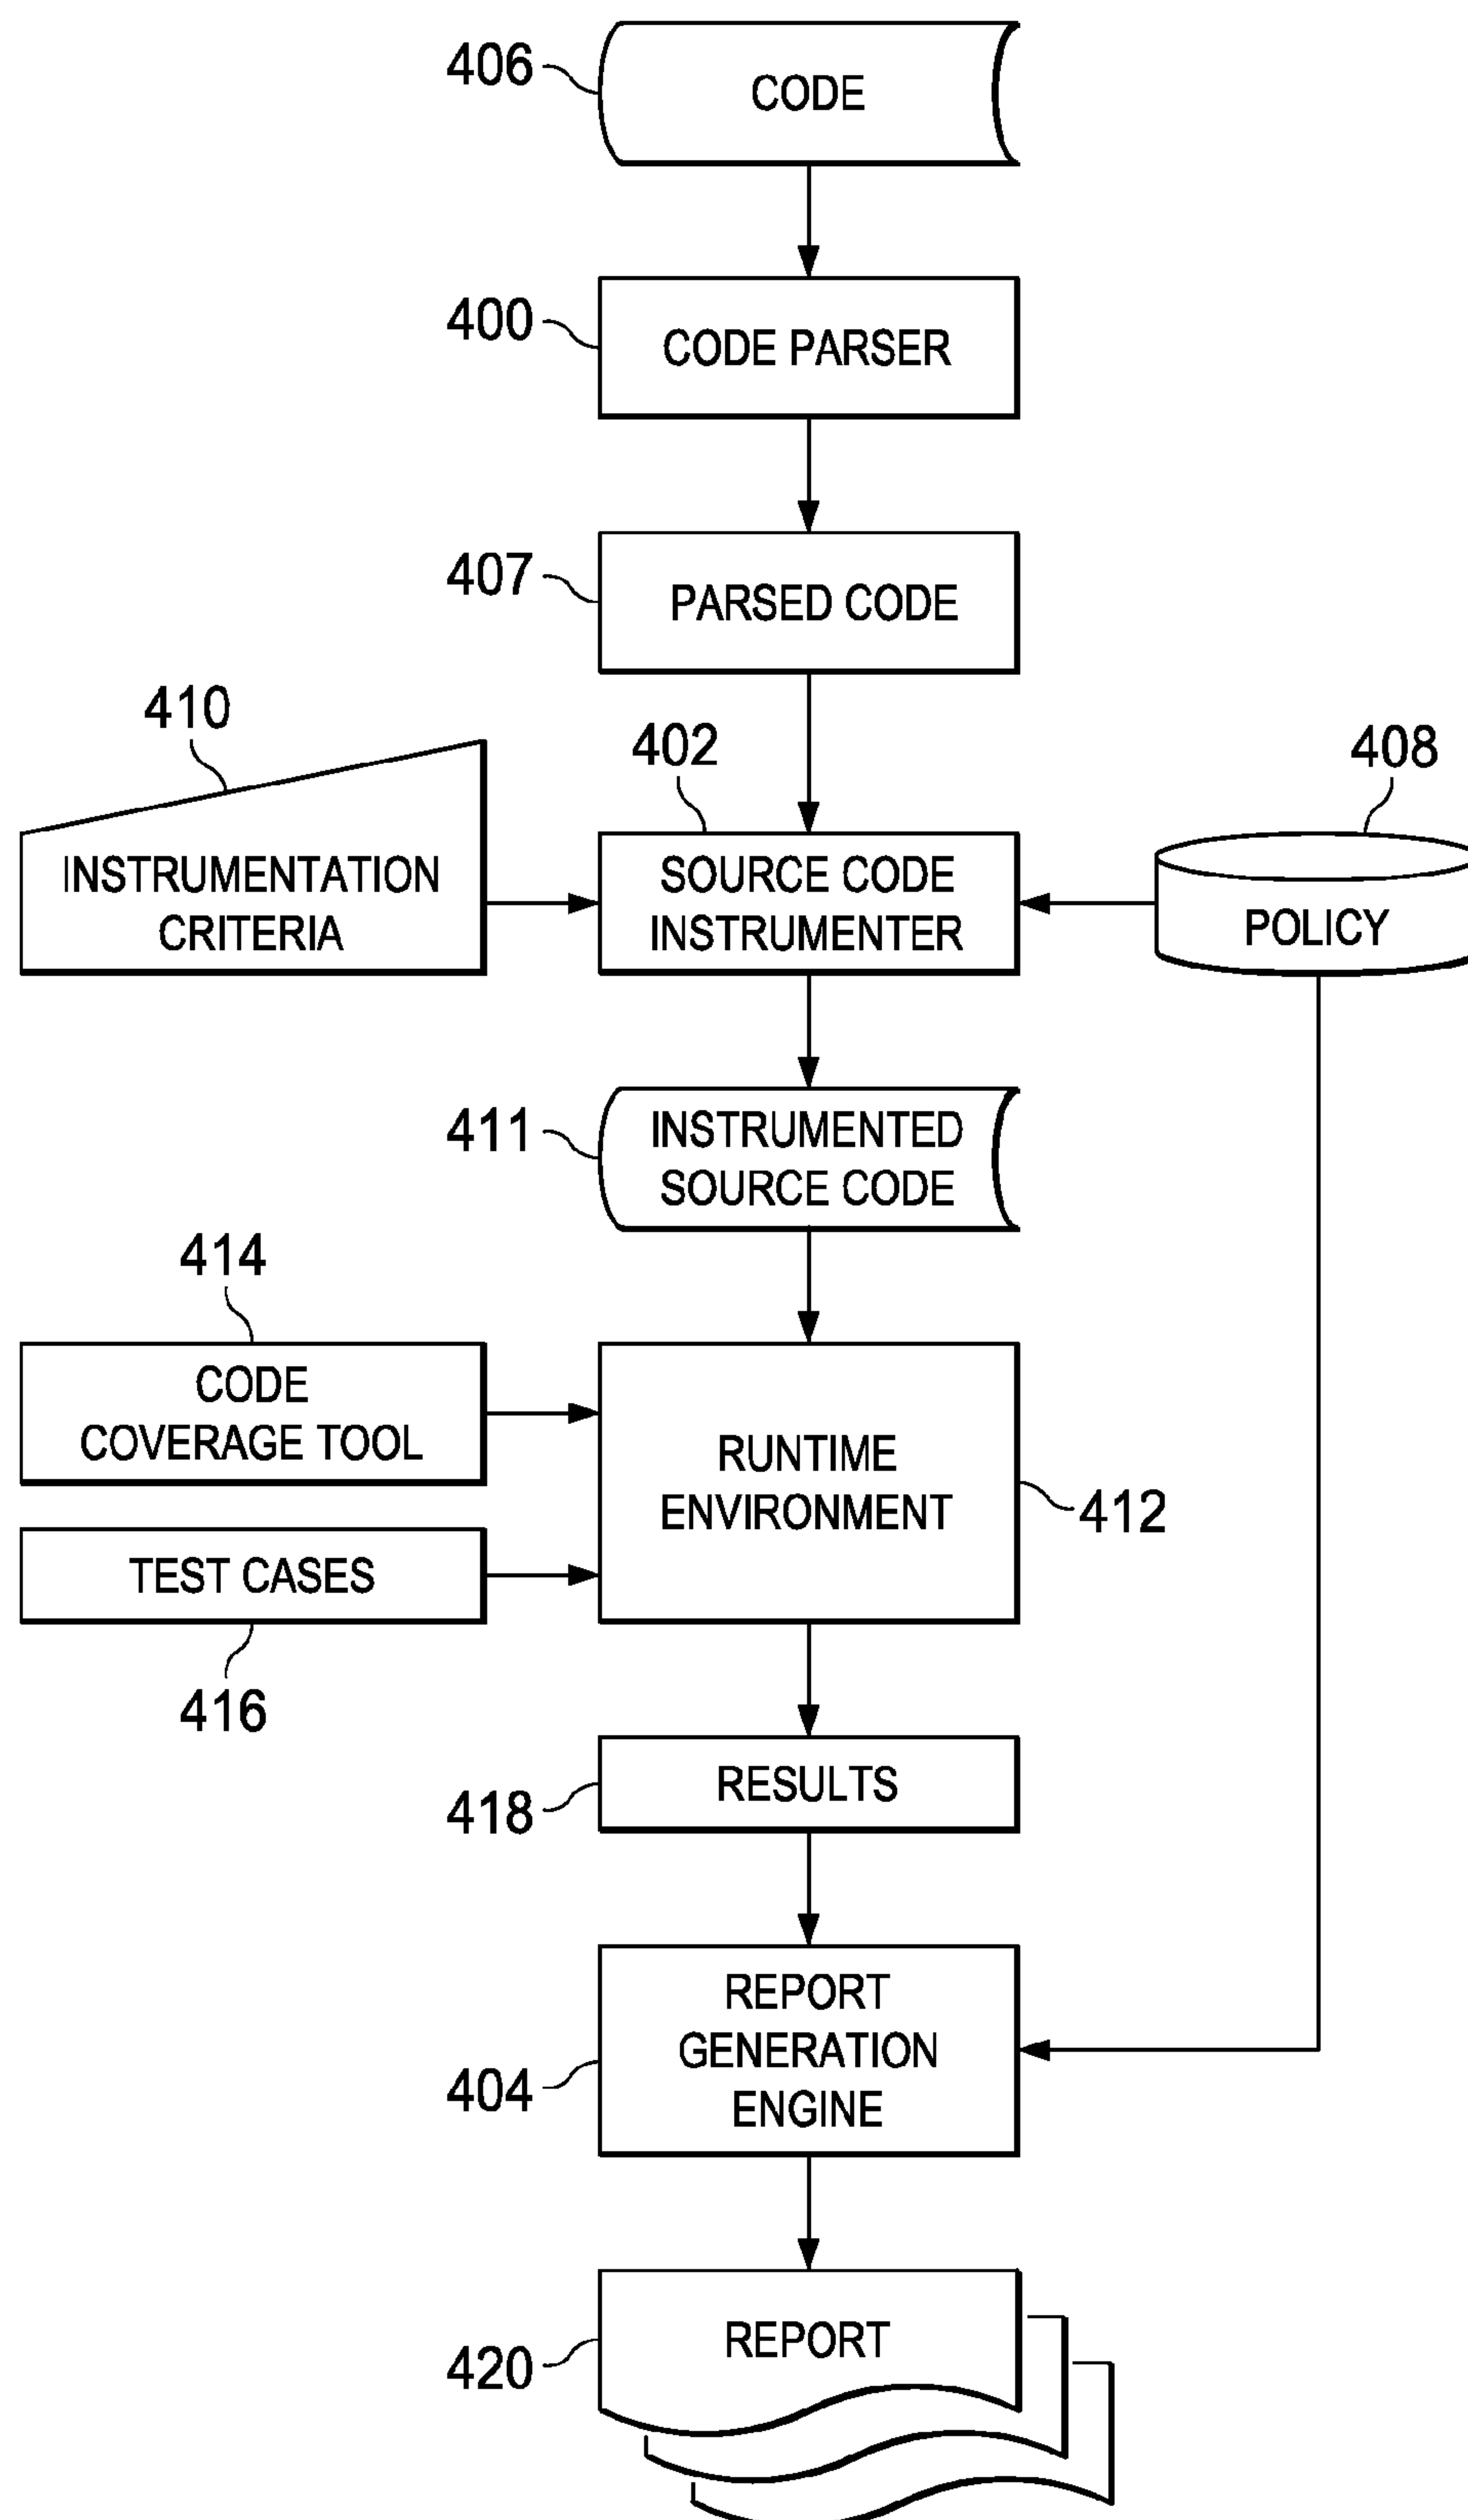 406
CODE
400
CODE PARSER
407
PARSED CODE
410
402
408
INSTRUMENTATION
CRITERIA
SOURCE CODE
INSTRUMENTER
POLICY
411
INSTRUMENTED
SOURCE CODE
414
CODE
COVERAGE TOOL
RUNTIME
ENVIRONMENT
412
TEST CASES
416
418
RESULTS
404
REPORT
GENERATION
ENGINE
420
REPORT